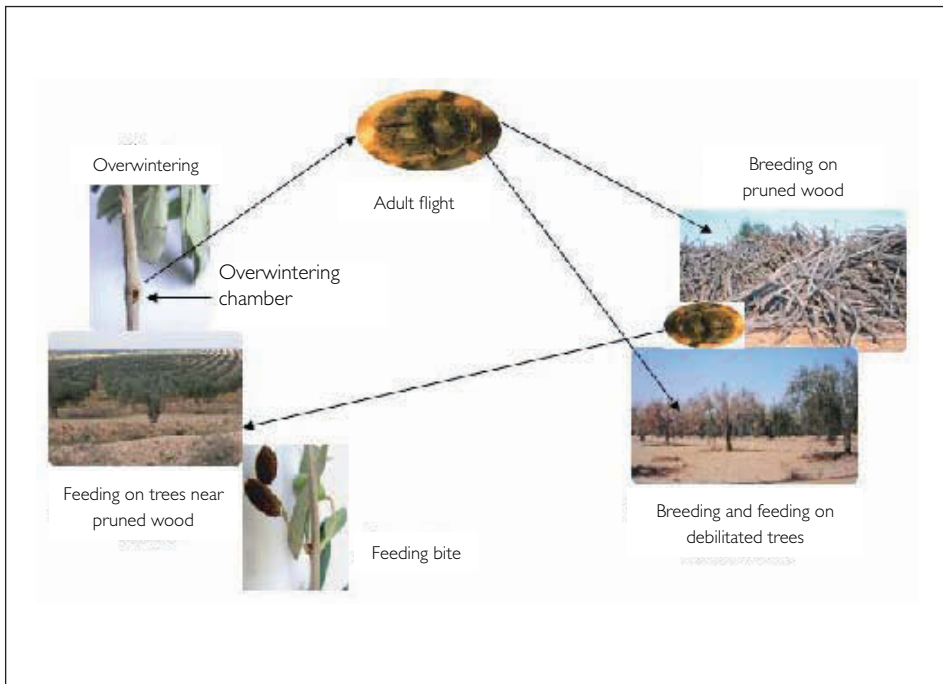 Overwintering
Adult flight
Breeding on
pruned wood
Overwintering
chamber
Feeding on trees near
pruned wood
Feeding bite
Breeding and feeding on
debilitated trees